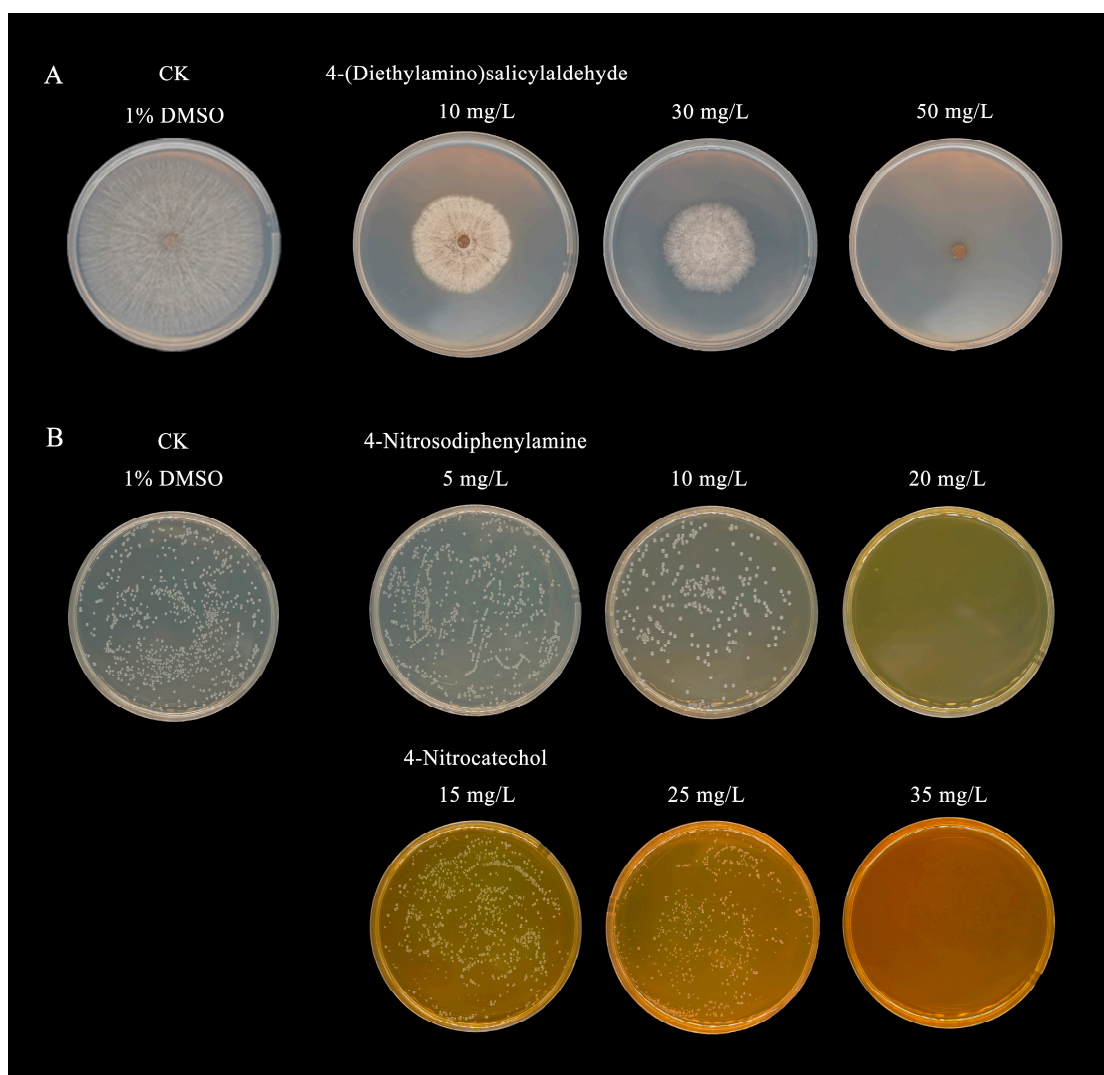 A
CK
4-(Diethylamino)salicylaldehyde
1% DMSO
10 mg/L
30 mg/L
50 mg/L
B
CK
4-Nitrosodiphenylamine
1% DMSO
5 mg/L
10 mg/L
20 mg/L
4-Nitrocatechol
15 mg/L
25 mg/L
35 mg/L